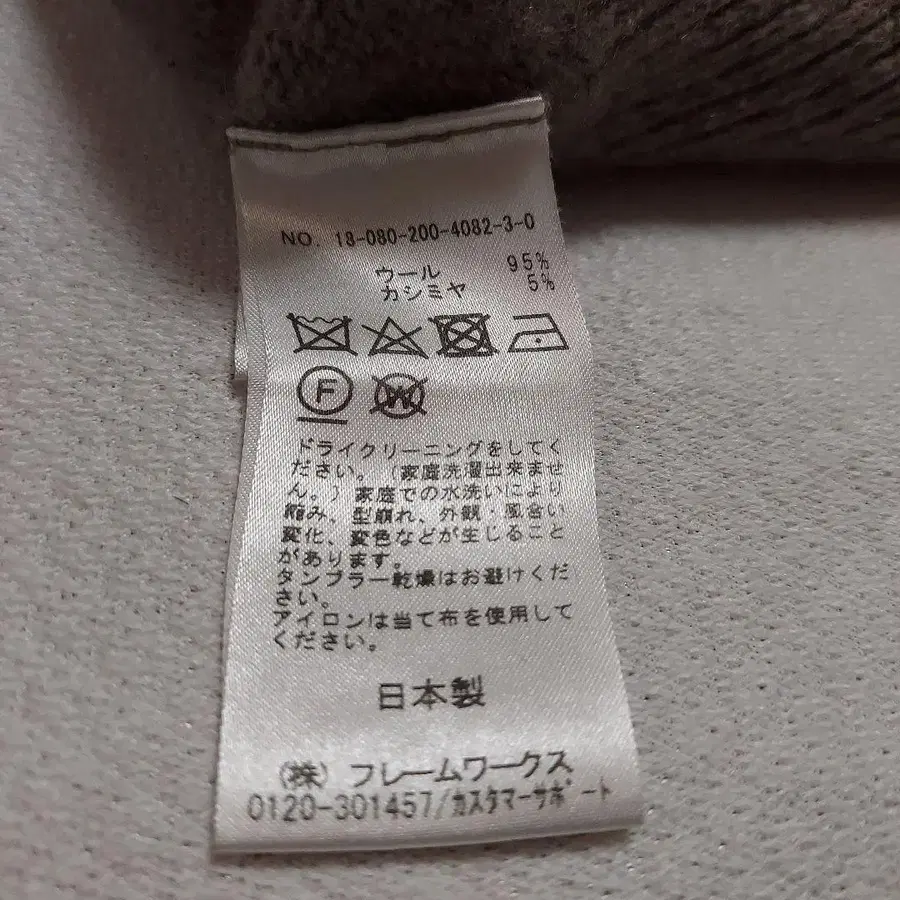 NO. 18-080-200-4082-3-0
ウール 95%
カシミヤ 5%
F W
ドライクリーニングをしてく
ださい。(家庭洗濯出来ませ
ん。)家庭での水洗いにより
縮み、型崩れ、外観・風合い
変化、変色などが生じること
があります。
タンブラー乾燥はお避けくだ
さい。
アイロンは当て布を使用して
ください。
日本製
(株)フレームワークス
0120-301457/カスタマーサポート